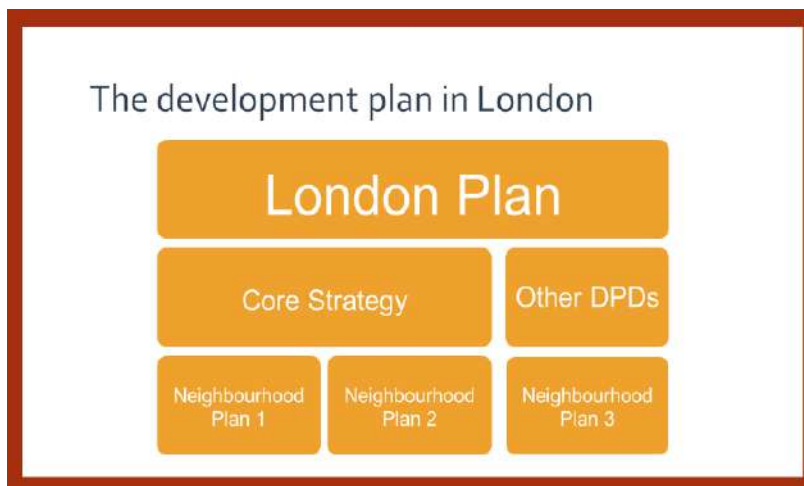 The development plan in London
London Plan
Core Strategy
Other DPDs
Neighbourhood
Plan 1
Neighbourhood
Plan 2
Neighbourhood
Plan 3